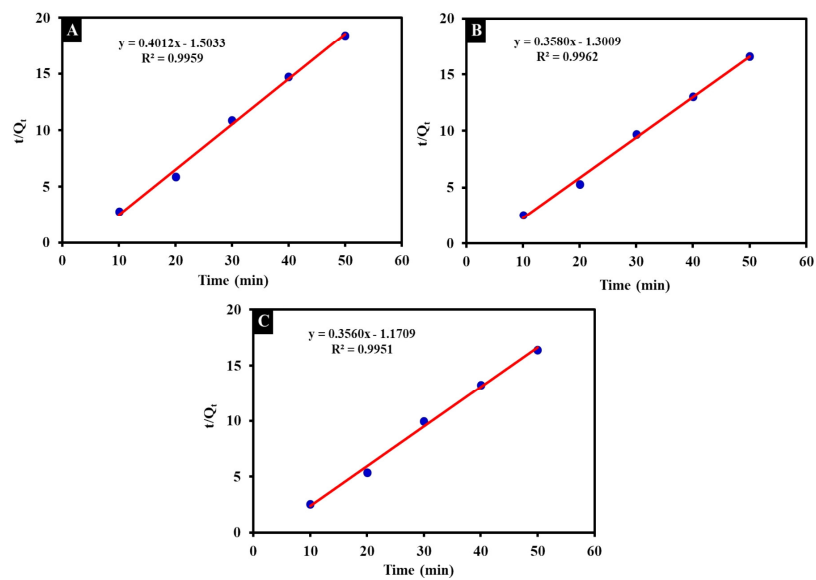 A
y = 0.4012x - 1.5033
R² = 0.9959
t/Qₜ
20
15
10
5
0
0 10 20 30 40 50 60
Time (min)
B
y = 0.3580x - 1.3009
R² = 0.9962
t/Qₜ
20
15
10
5
0
0 10 20 30 40 50 60
Time (min)
C
y = 0.3560x - 1.1709
R² = 0.9951
t/Qₜ
20
15
10
5
0
0 10 20 30 40 50 60
Time (min)